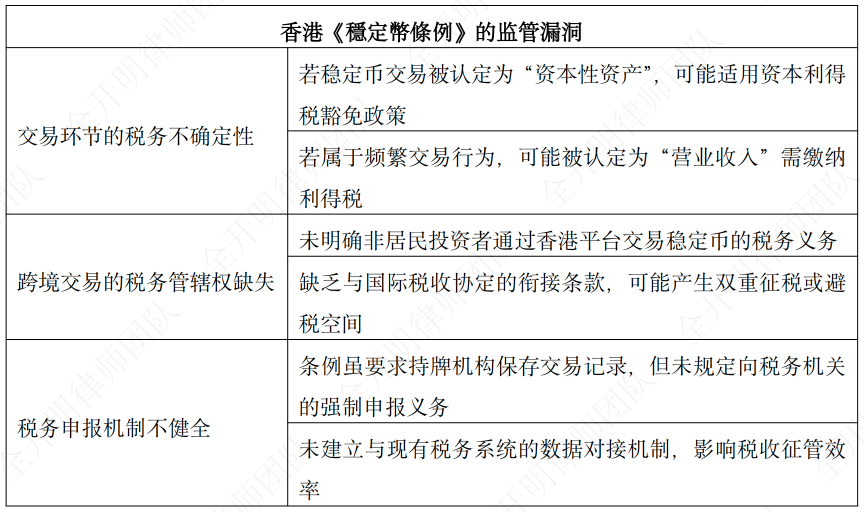 香港《穩定幣條例》的监管漏洞
交易环节的税务不确定性
若稳定币交易被认定为“资本性资产”，可能适用资本利得
税豁免政策
若属于频繁交易行为，可能被认定为“营业收入”需缴纳
利得税
跨境交易的税务管辖权缺失
未明确非居民投资者通过香港平台交易稳定币的税务义务
缺乏与国际税收协定的衔接条款，可能产生双重征税或避
税空间
税务申报机制不健全
条例虽要求持牌机构保存交易记录，但未规定向税务机关
的强制申报义务
未建立与现有税务系统的数据对接机制，影响税收征管效
率
全开明律师团队